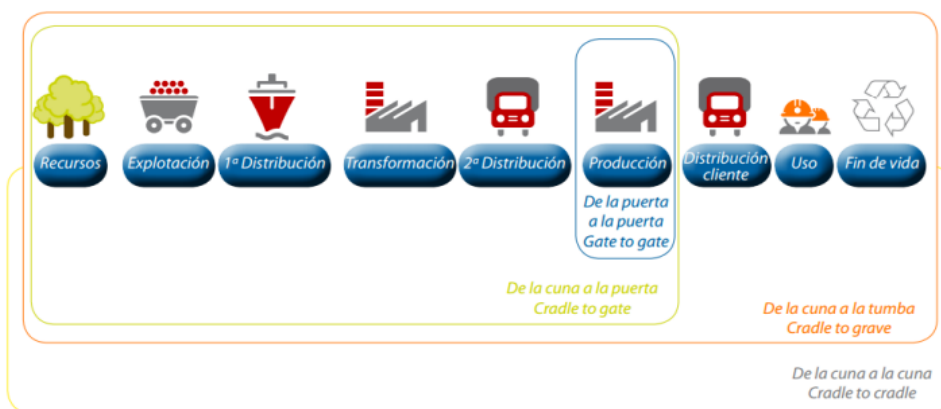 Recursos
Explotación
1ª Distribución
Transformación
2ª Distribución
Producción
Distribución
cliente
Uso
Fin de vida
De la puerta
a la puerta
Gate to gate
De la cuna a la puerta
Cradle to gate
De la cuna a la tumba
Cradle to grave
De la cuna a la cuna
Cradle to cradle